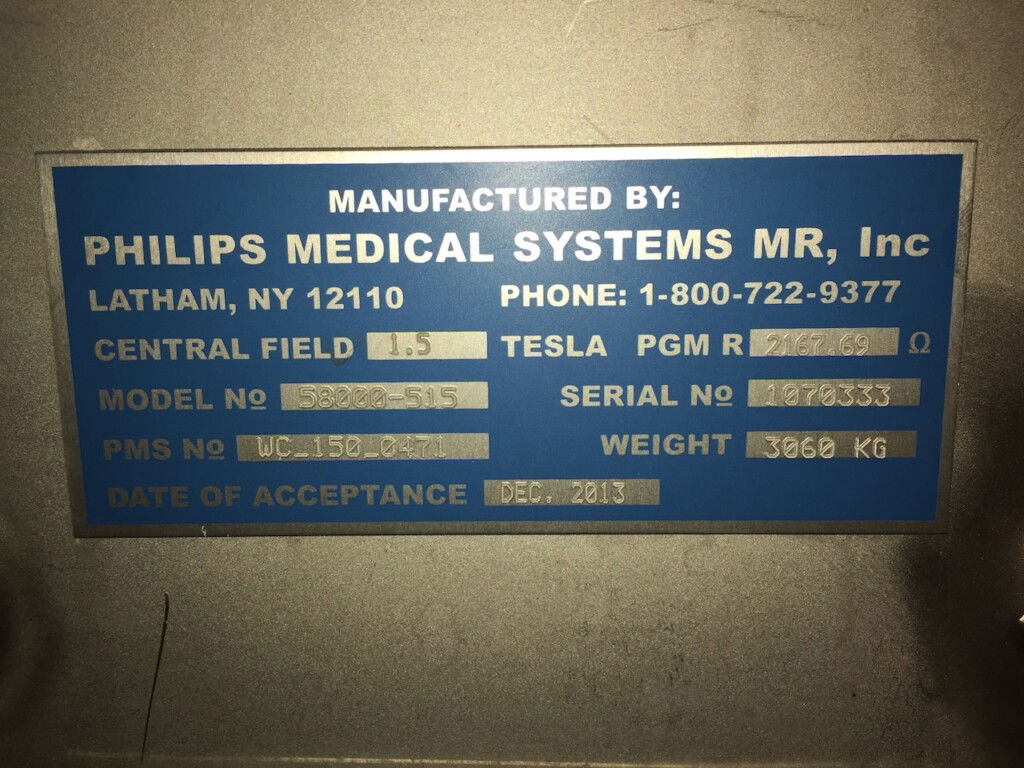 MANUFACTURED BY:
PHILIPS MEDICAL SYSTEMS MR, Inc
LATHAM, NY 12110 PHONE: 1-800-722-9377
CENTRAL FIELD 1.5 TESLA PGM R 2167.69 Ω
MODEL Nº 58000-515 SERIAL Nº 1070333
PMS Nº WC_150_0471 WEIGHT 3060 KG
DATE OF ACCEPTANCE DEC. 2013